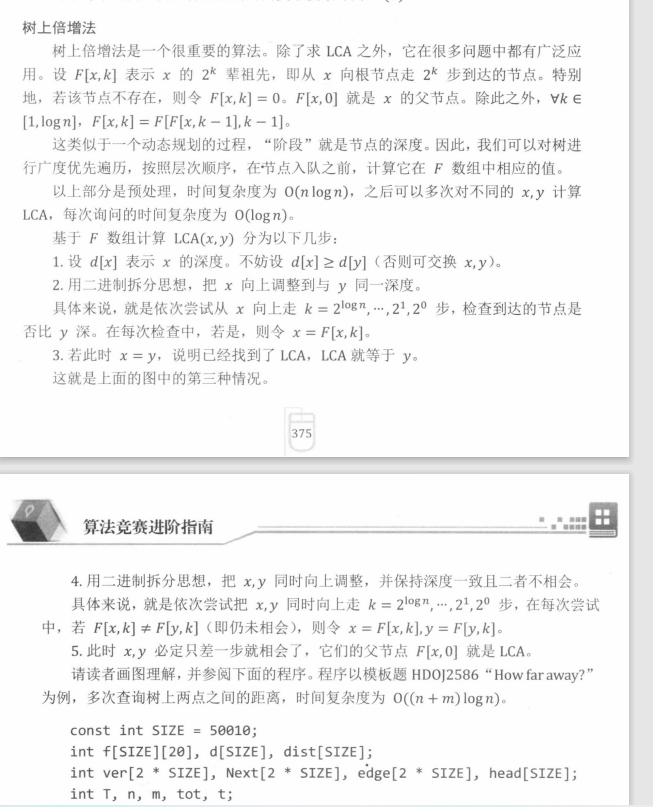 树上倍增法
树上倍增法是一个很重要的算法。除了求 LCA 之外，它在很多问题中都有广泛应
用。设 F[x,k] 表示 x 的 2^k 辈祖先，即从 x 向根节点走 2^k 步到达的节点。特别
地，若该节点不存在，则令 F[x,k] = 0。F[x,0] 就是 x 的父节点。除此之外，∀k ∈
[1,log n]，F[x,k] = F[F[x,k − 1],k − 1]。
这类似于一个动态规划的过程，“阶段”就是节点的深度。因此，我们可以对树进
行广度优先遍历，按照层次顺序，在节点入队之前，计算它在 F 数组中相应的值。
以上部分是预处理，时间复杂度为 O(n log n)，之后可以多次对不同的 x,y 计算
LCA，每次询问的时间复杂度为 O(log n)。
基于 F 数组计算 LCA(x,y) 分为以下几步：
1. 设 d[x] 表示 x 的深度。不妨设 d[x] ≥ d[y]（否则可交换 x,y）。
2. 用二进制拆分思想，把 x 向上调整到与 y 同一深度。
具体来说，就是依次尝试从 x 向上走 k = 2^{log n},⋯,2^1,2^0 步，检查到达的节点是
否比 y 深。在每次检查中，若是，则令 x = F[x,k]。
3. 若此时 x = y，说明已经找到了 LCA，LCA 就等于 y。
这就是上面的图中的第三种情况。
375
算法竞赛进阶指南
4. 用二进制拆分思想，把 x,y 同时向上调整，并保持深度一致且二者不相会。
具体来说，就是依次尝试把 x,y 同时向上走 k = 2^{log n},⋯,2^1,2^0 步，在每次尝试
中，若 F[x,k] ≠ F[y,k]（即仍未相会），则令 x = F[x,k],y = F[y,k]。
5. 此时 x,y 必定只差一步就相会了，它们的父节点 F[x,0] 就是 LCA。
请读者画图理解，并参阅下面的程序。程序以模板题 HDOJ2586“How far away?”
为例，多次查询树上两点之间的距离，时间复杂度为 O((n + m) log n)。
const int SIZE = 50010;
int f[SIZE][20], d[SIZE], dist[SIZE];
int ver[2 * SIZE], Next[2 * SIZE], edge[2 * SIZE], head[SIZE];
int T, n, m, tot, t;